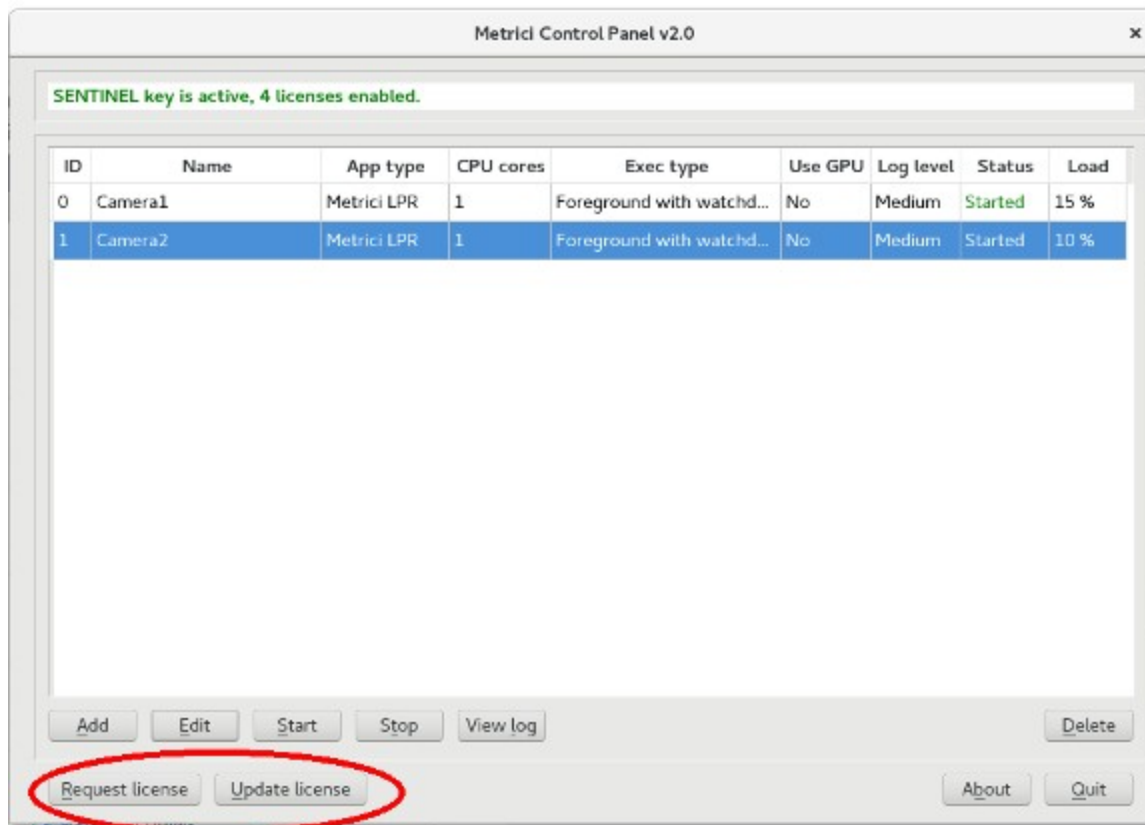 Metrici Control Panel v2.0 ×
SENTINEL key is active, 4 licenses enabled.
ID Name App type CPU cores Exec type Use GPU Log level Status Load
0 Camera1 Metrici LPR 1 Foreground with watchd... No Medium Started 15 %
1 Camera2 Metrici LPR 1 Foreground with watchd... No Medium Started 10 %
Add Edit Start Stop View log Delete
Request license Update license About Quit